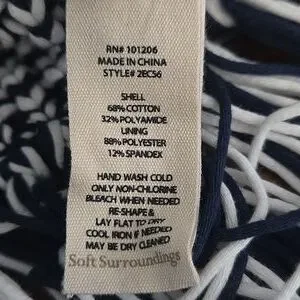 RN# 101206
MADE IN CHINA
STYLE# 2EC56
SHELL
68% COTTON
32% POLYAMIDE
LINING
88% POLYESTER
12% SPANDEX
HAND WASH COLD
ONLY NON-CHLORINE
BLEACH WHEN NEEDED
RE-SHAPE &
LAY FLAT TO DRY
COOL IRON IF NEEDED
MAY BE DRY CLEANED
Soft Surroundings